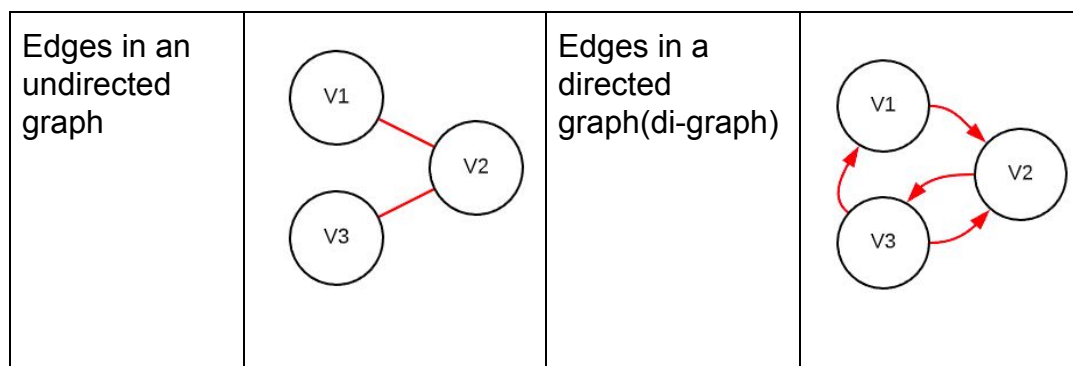 Edges in an
undirected
graph
V1
V2
V3
Edges in a
directed
graph(di-graph)
V1
V2
V3